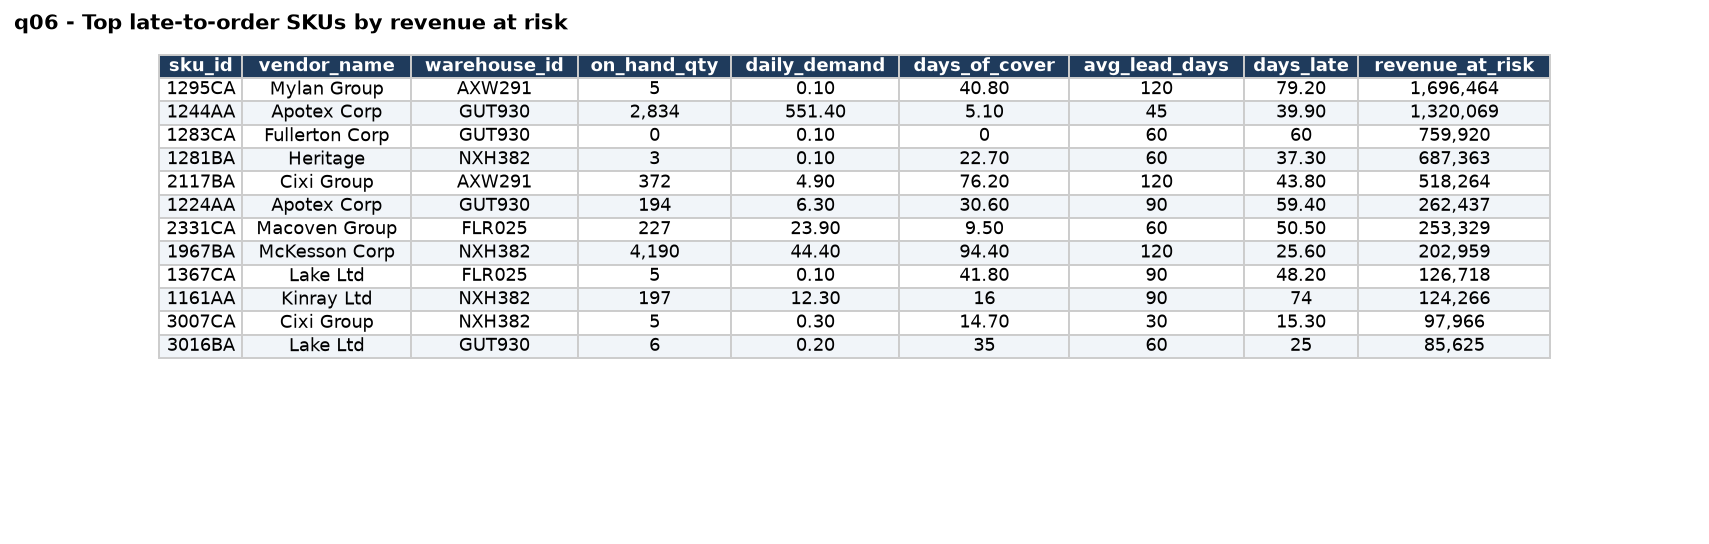 q06 - Top late-to-order SKUs by revenue at risk
sku_id vendor_name warehouse_id on_hand_qty daily_demand days_of_cover avg_lead_days days_late revenue_at_risk
1295CA Mylan Group AXW291 5 0.10 40.80 120 79.20 1,696,464
1244AA Apotex Corp GUT930 2,834 551.40 5.10 45 39.90 1,320,069
1283CA Fullerton Corp GUT930 0 0.10 0 60 60 759,920
1281BA Heritage NXH382 3 0.10 22.70 60 37.30 687,363
2117BA Cixi Group AXW291 372 4.90 76.20 120 43.80 518,264
1224AA Apotex Corp GUT930 194 6.30 30.60 90 59.40 262,437
2331CA Macoven Group FLR025 227 23.90 9.50 60 50.50 253,329
1967BA McKesson Corp NXH382 4,190 44.40 94.40 120 25.60 202,959
1367CA Lake Ltd FLR025 5 0.10 41.80 90 48.20 126,718
1161AA Kinray Ltd NXH382 197 12.30 16 90 74 124,266
3007CA Cixi Group NXH382 5 0.30 14.70 30 15.30 97,966
3016BA Lake Ltd GUT930 6 0.20 35 60 25 85,625